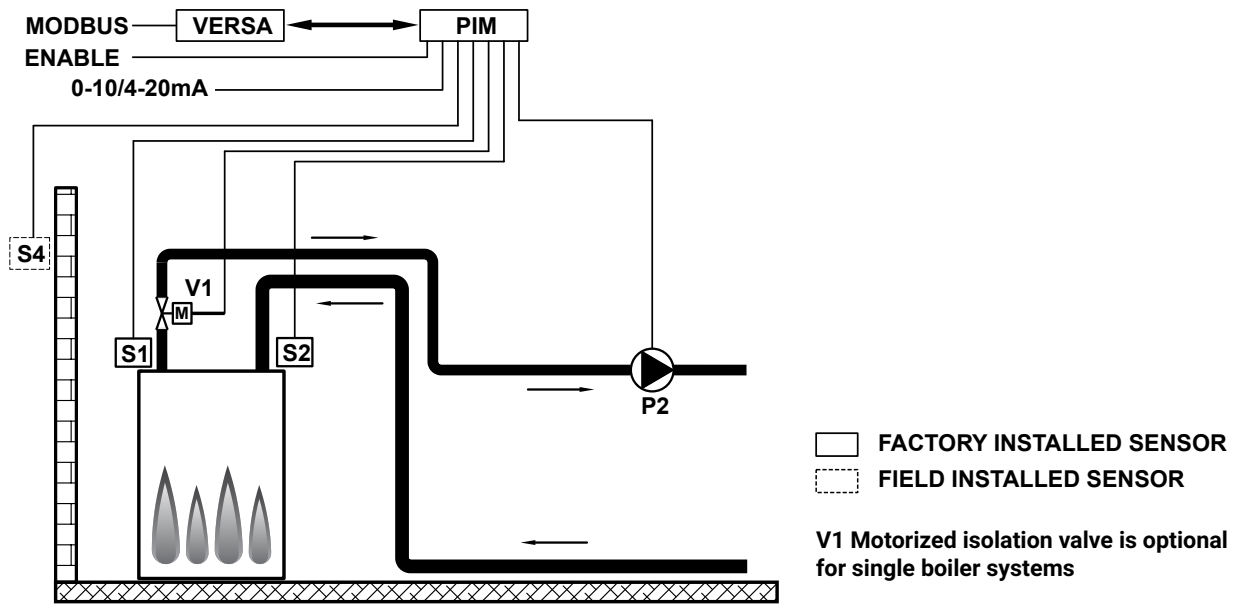 MODBUS
VERSA
PIM
ENABLE
0-10/4-20mA
S4
V1
M
S1
S2
P2
FACTORY INSTALLED SENSOR
FIELD INSTALLED SENSOR
V1 Motorized isolation valve is optional
for single boiler systems